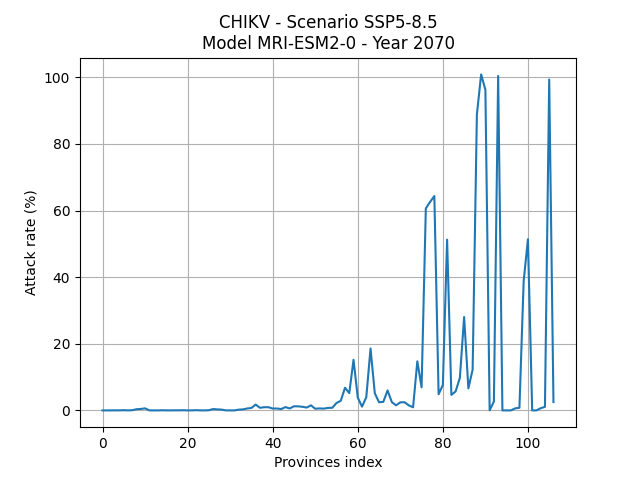 CHIKV - Scenario SSP5-8.5
Model MRI-ESM2-0 - Year 2070
100
80
60
40
20
0
Attack rate (%)
0 20 40 60 80 100
Provinces index